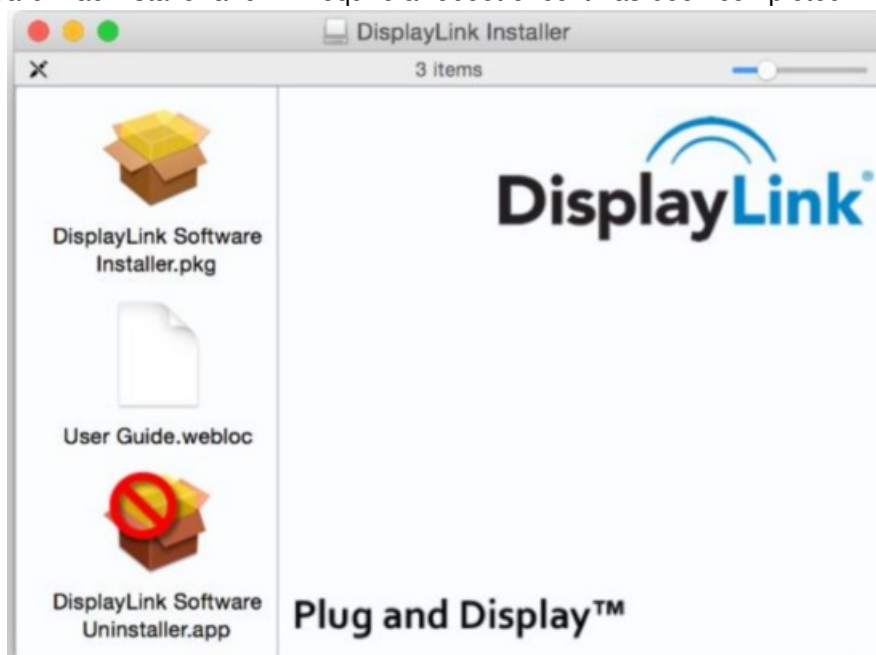 DisplayLink Installer
3 items
DisplayLink Software
Installer.pkg
User Guide.webloc
DisplayLink Software
Uninstaller.app
DisplayLink®
Plug and Display™